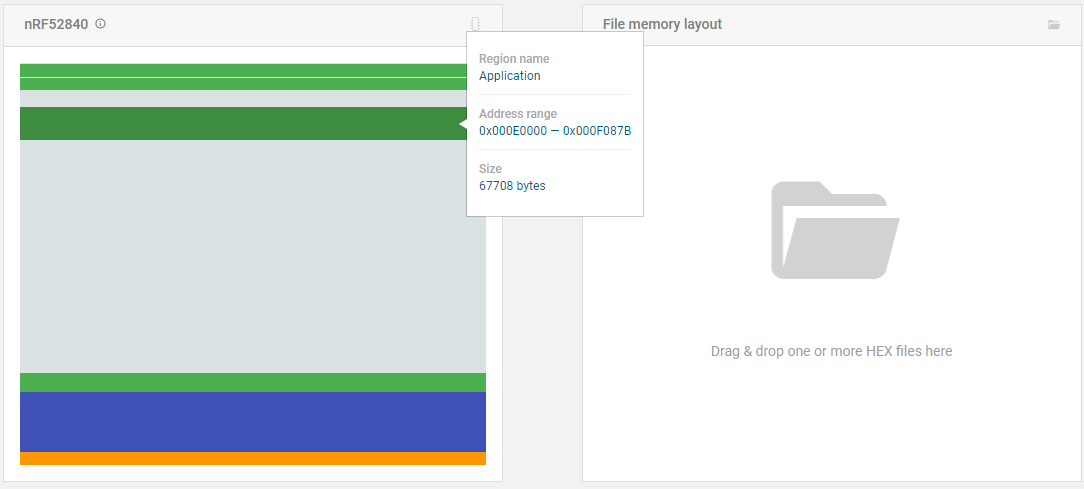 nRF52840
File memory layout
Region name
Application
Address range
0x000E0000 — 0x000F087B
Size
67708 bytes
Drag & drop one or more HEX files here